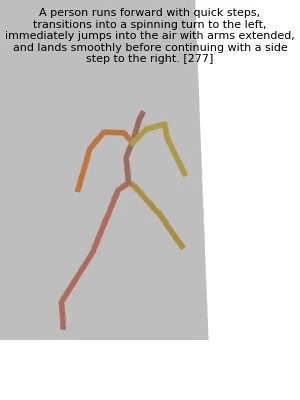 A person runs forward with quick steps,
transitions into a spinning turn to the left,
immediately jumps into the air with arms extended,
and lands smoothly before continuing with a side
step to the right. [277]